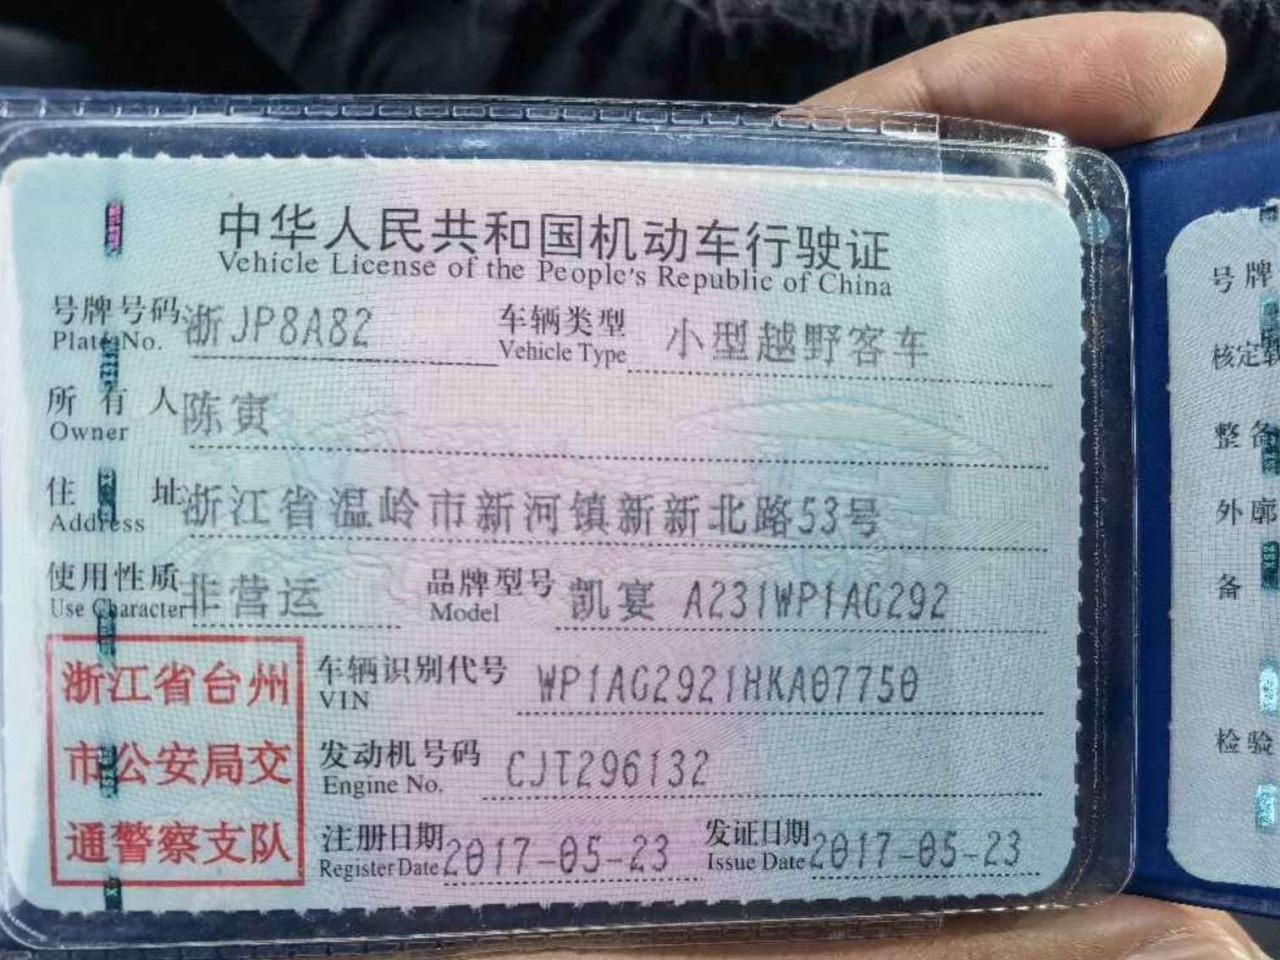 中华人民共和国机动车行驶证
Vehicle License of the People's Republic of China
号牌号码 浙JP8A82 车辆类型 小型越野客车
Plate No. Vehicle Type
所有人 陈寅
Owner
住址 浙江省温岭市新河镇新新北路53号
Address
使用性质 非营运 品牌型号 凯宴 A231WP1AG292
Use Character Model
浙江省台州
市公安局交
通警察支队
车辆识别代号 WP1AG2921HKA07750
VIN
发动机号码 CJT296132
Engine No.
注册日期 2017-05-23 发证日期 2017-05-23
Register Date Issue Date
号牌
核定
整备
外廓
备
检验